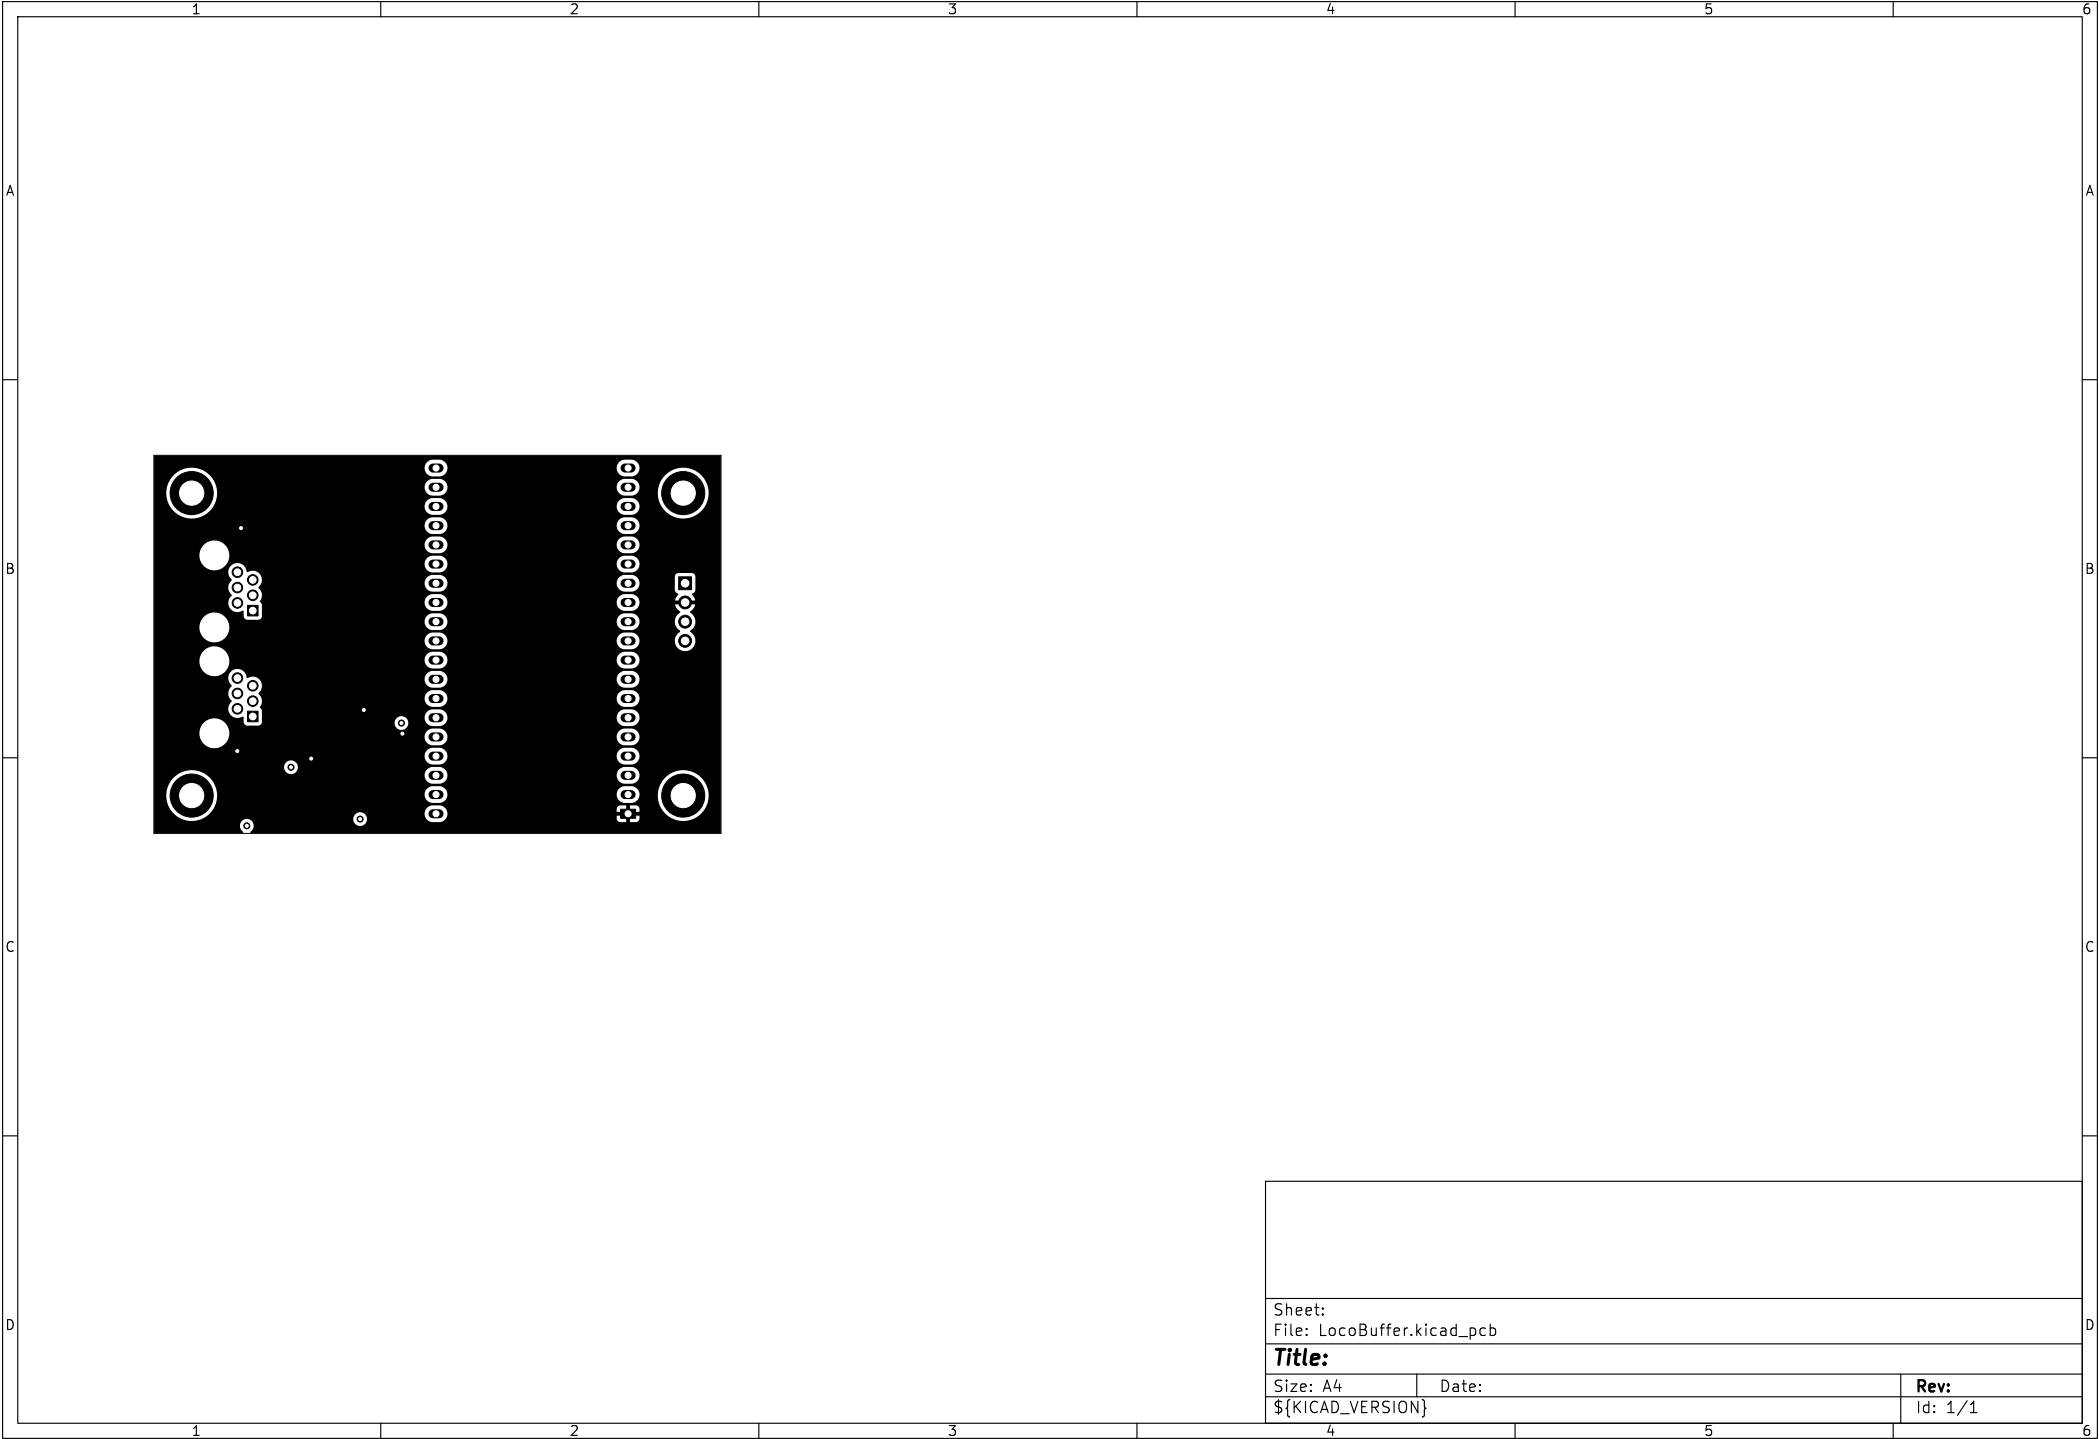 1 2 3 4 5 6
A A
B B
C C
D D
Sheet:
File: LocoBuffer.kicad_pcb
Title:
Size: A4 Date: Rev:
${KICAD_VERSION} Id: 1/1
1 2 3 4 5 6